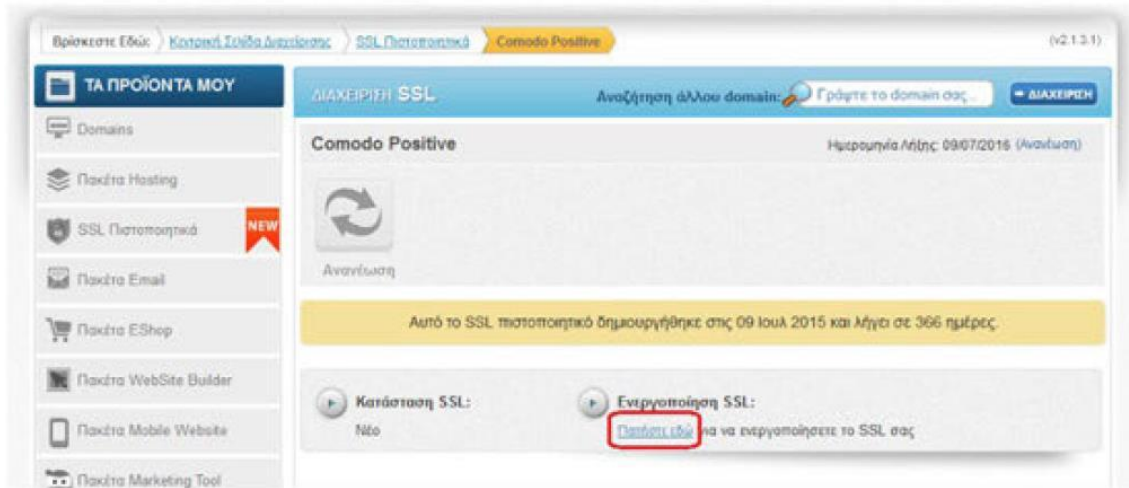 Βρίσκεστε Εδώ: Κεντρική Σελίδα Διαχείρισης SSL Πιστοποιητικά Comodo Positive (v2.1.3.1)
ΤΑ ΠΡΟΪΟΝΤΑ ΜΟΥ
Domains
Πακέτα Hosting
SSL Πιστοποιητικά NEW
Πακέτα Email
Πακέτα EShop
Πακέτα WebSite Builder
Πακέτα Mobile Website
Πακέτα Marketing Tool
ΔΙΑΧΕΙΡΙΣΗ SSL Αναζήτηση άλλου domain: Γράψτε το domain σας... ΔΙΑΧΕΙΡΙΣΗ
Comodo Positive Ημερομηνία Λήξης: 09/07/2016 (Ανανέωση)
Ανανέωση
Αυτό το SSL πιστοποιητικό δημιουργήθηκε στις 09 Ιουλ 2015 και λήγει σε 366 ημέρες.
Κατάσταση SSL:
Νέο
Ενεργοποίηση SSL:
Πατήστε εδώ για να ενεργοποιήσετε το SSL σας